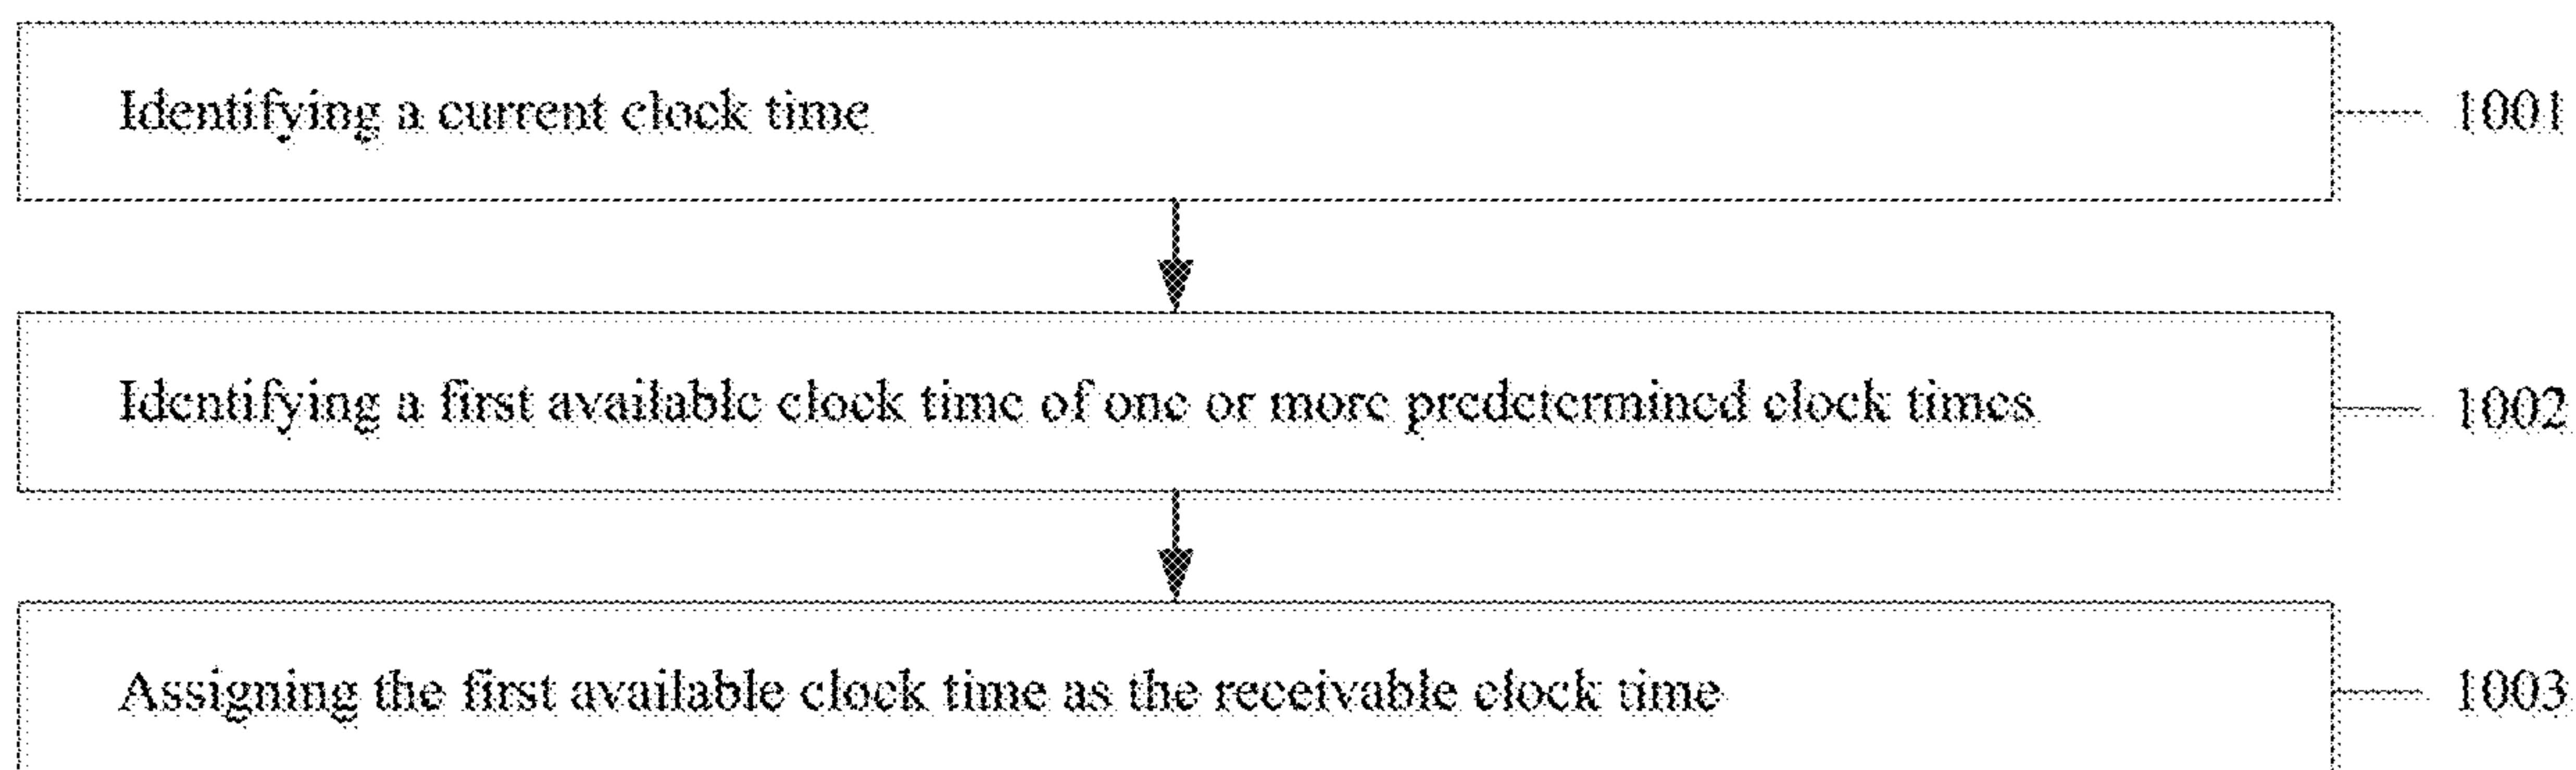 Identifying a current clock time 1001
Identifying a first available clock time of one or more predetermined clock times 1002
Assigning the first available clock time as the receivable clock time 1003